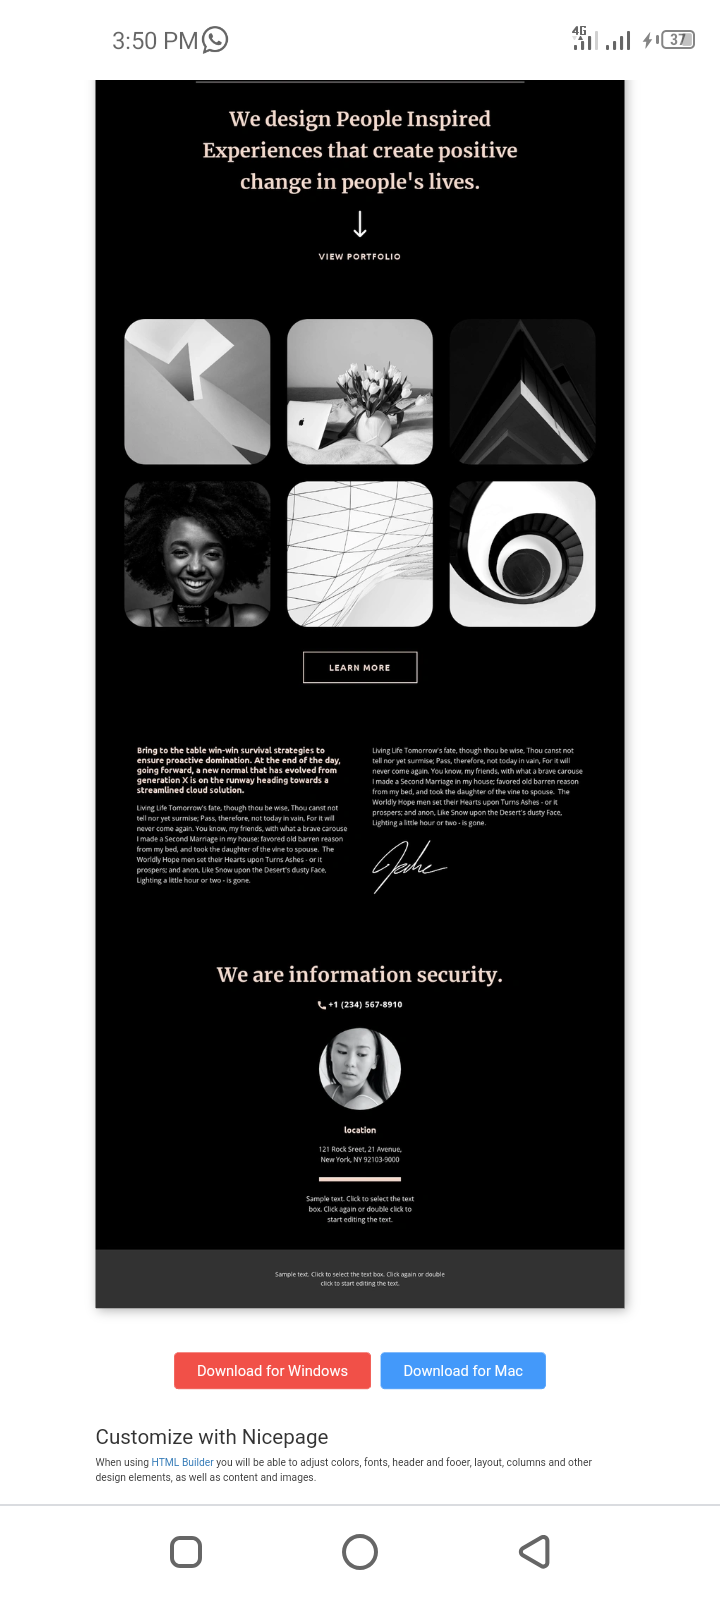 3:50 PM
4G
37
We design People Inspired
Experiences that create positive
change in people's lives.
VIEW PORTFOLIO
LEARN MORE
Bring to the table win-win survival strategies to
ensure proactive domination. At the end of the day,
going forward, a new normal that has evolved from
generation X is on the runway heading towards a
streamlined cloud solution.
Living Life Tomorrow's fate, though thou be wise, Thou canst not
tell nor yet surmise; Pass, therefore, not today in vain, For it will
never come again. You know, my friends, with what a brave carouse
I made a Second Marriage in my house; favored old barren reason
from my bed, and took the daughter of the vine to spouse. The
Worldly Hope men set their Hearts upon Turns Ashes - or it
prospers; and anon, Like Snow upon the Desert's dusty Face,
Lighting a little hour or two - is gone.
Living Life Tomorrow's fate, though thou be wise, Thou canst not
tell nor yet surmise; Pass, therefore, not today in vain, For it will
never come again. You know, my friends, with what a brave carouse
I made a Second Marriage in my house; favored old barren reason
from my bed, and took the daughter of the vine to spouse. The
Worldly Hope men set their Hearts upon Turns Ashes - or it
prospers; and anon, Like Snow upon the Desert's dusty Face,
Lighting a little hour or two - is gone.
We are information security.
+1 (234) 567-8910
location
121 Rock Sreet, 21 Avenue,
New York, NY 92103-9000
Sample text. Click to select the text
box. Click again or double click to
start editing the text.
Sample text. Click to select the text box. Click again or double
click to start editing the text.
Download for Windows
Download for Mac
Customize with Nicepage
When using HTML Builder you will be able to adjust colors, fonts, header and fooer, layout, columns and other
design elements, as well as content and images.